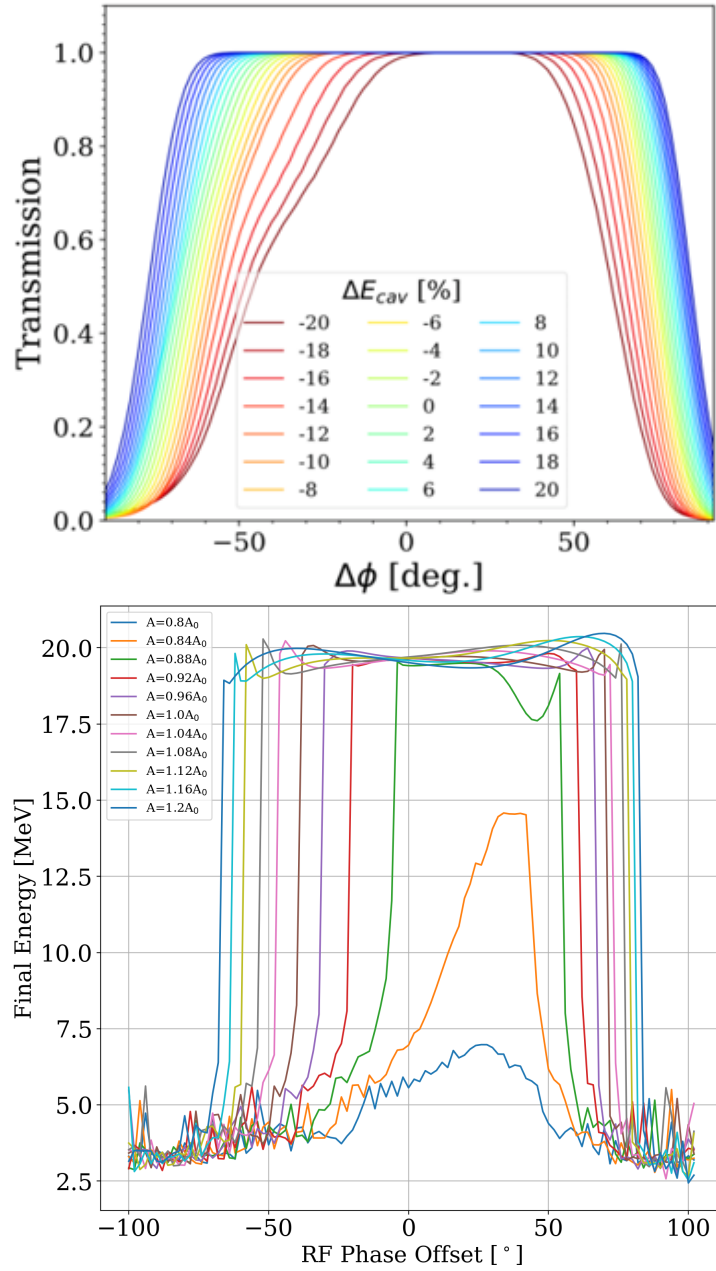 1.0
0.8
0.6
0.4
0.2
0.0
Transmission
ΔE_cav [%]
-20 -6 8
-18 -4 10
-16 -2 12
-14 0 14
-12 2 16
-10 4 18
-8 6 20
−50 0 50
Δϕ [deg.]
A=0.8A₀
A=0.84A₀
A=0.88A₀
A=0.92A₀
A=0.96A₀
A=1.0A₀
A=1.04A₀
A=1.08A₀
A=1.12A₀
A=1.16A₀
A=1.2A₀
20.0
17.5
15.0
12.5
10.0
7.5
5.0
2.5
Final Energy [MeV]
−100 −50 0 50 100
RF Phase Offset [°]